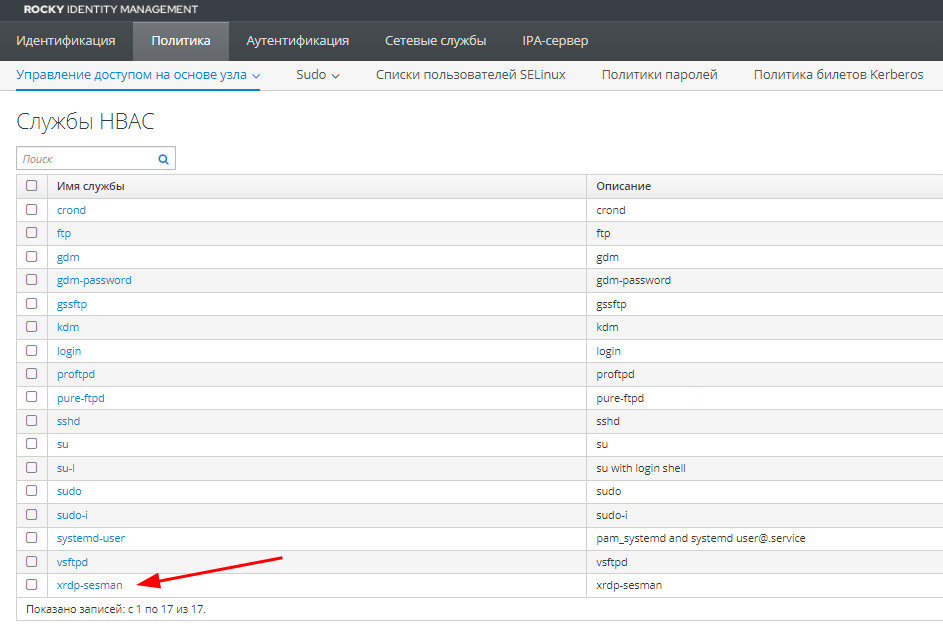 ROCKY IDENTITY MANAGEMENT
Идентификация Политика Аутентификация Сетевые службы IPA-сервер
Управление доступом на основе узла Sudo Списки пользователей SELinux Политики паролей Политика билетов Kerberos
Службы HBAC
Поиск
Имя службы Описание
crond crond
ftp ftp
gdm gdm
gdm-password gdm-password
gssftp gssftp
kdm kdm
login login
proftpd proftpd
pure-ftpd pure-ftpd
sshd sshd
su su
su-l su with login shell
sudo sudo
sudo-i sudo-i
systemd-user pam_systemd and systemd user@.service
vsftpd vsftpd
xrdp-sesman xrdp-sesman
Показано записей: с 1 по 17 из 17.